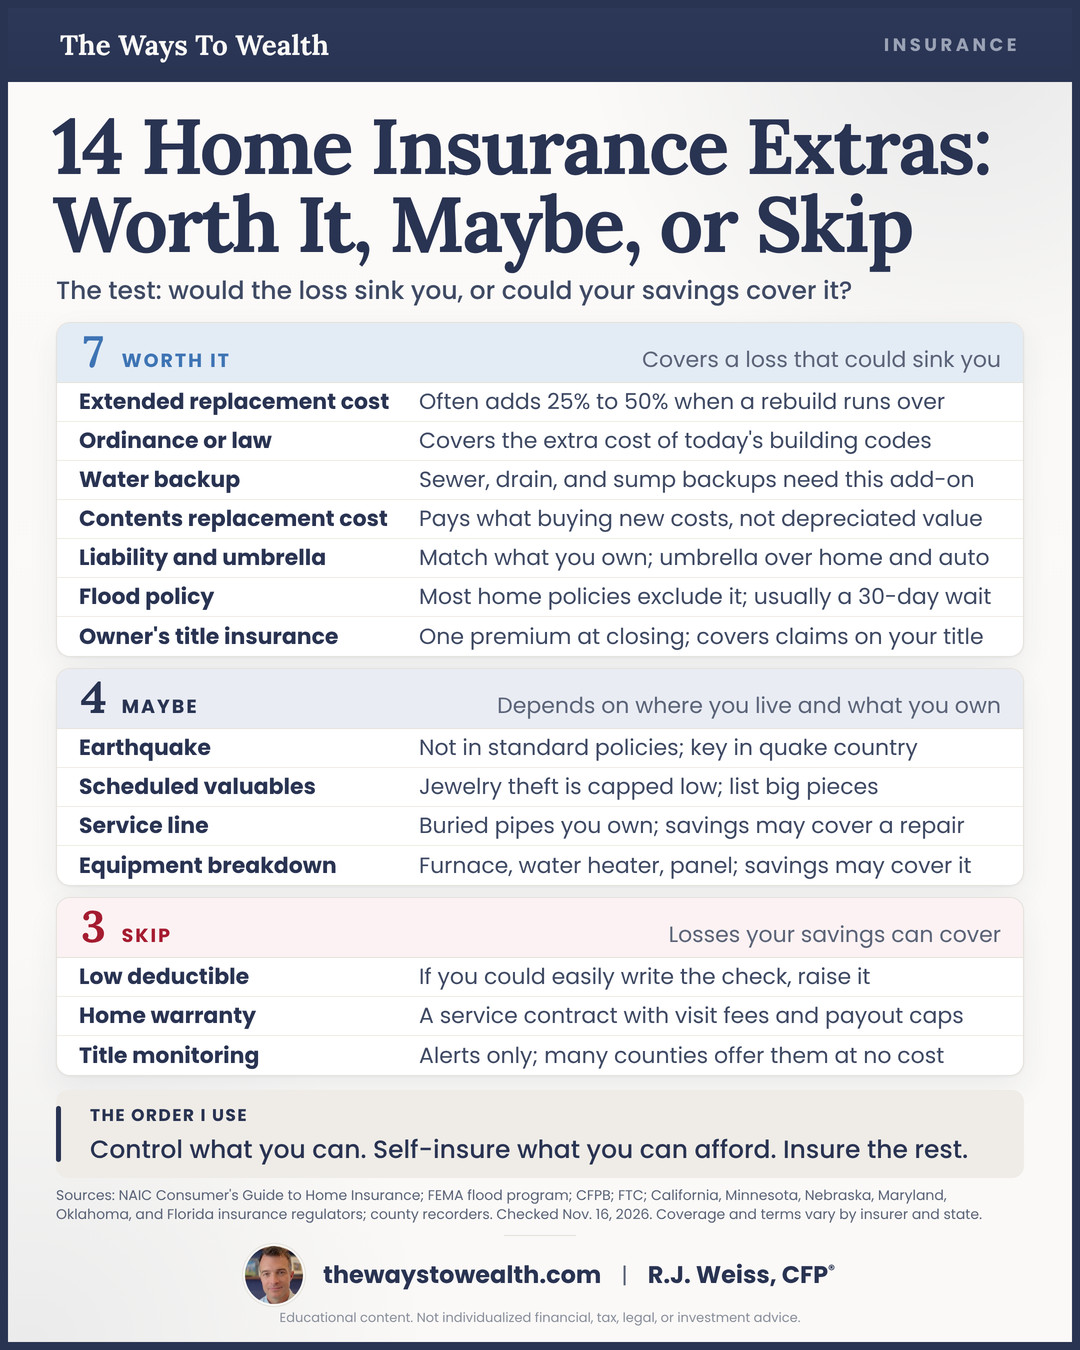 The Ways To Wealth
INSURANCE
14 Home Insurance Extras:
Worth It, Maybe, or Skip
The test: would the loss sink you, or could your savings cover it?
7 WORTH IT Covers a loss that could sink you
Extended replacement cost Often adds 25% to 50% when a rebuild runs over
Ordinance or law Covers the extra cost of today's building codes
Water backup Sewer, drain, and sump backups need this add-on
Contents replacement cost Pays what buying new costs, not depreciated value
Liability and umbrella Match what you own; umbrella over home and auto
Flood policy Most home policies exclude it; usually a 30-day wait
Owner's title insurance One premium at closing; covers claims on your title
4 MAYBE Depends on where you live and what you own
Earthquake Not in standard policies; key in quake country
Scheduled valuables Jewelry theft is capped low; list big pieces
Service line Buried pipes you own; savings may cover a repair
Equipment breakdown Furnace, water heater, panel; savings may cover it
3 SKIP Losses your savings can cover
Low deductible If you could easily write the check, raise it
Home warranty A service contract with visit fees and payout caps
Title monitoring Alerts only; many counties offer them at no cost
THE ORDER I USE
Control what you can. Self-insure what you can afford. Insure the rest.
Sources: NAIC Consumer's Guide to Home Insurance; FEMA flood program; CFPB; FTC; California, Minnesota, Nebraska, Maryland,
Oklahoma, and Florida insurance regulators; county recorders. Checked Nov. 16, 2026. Coverage and terms vary by insurer and state.
thewaystowealth.com | R.J. Weiss, CFP®
Educational content. Not individualized financial, tax, legal, or investment advice.